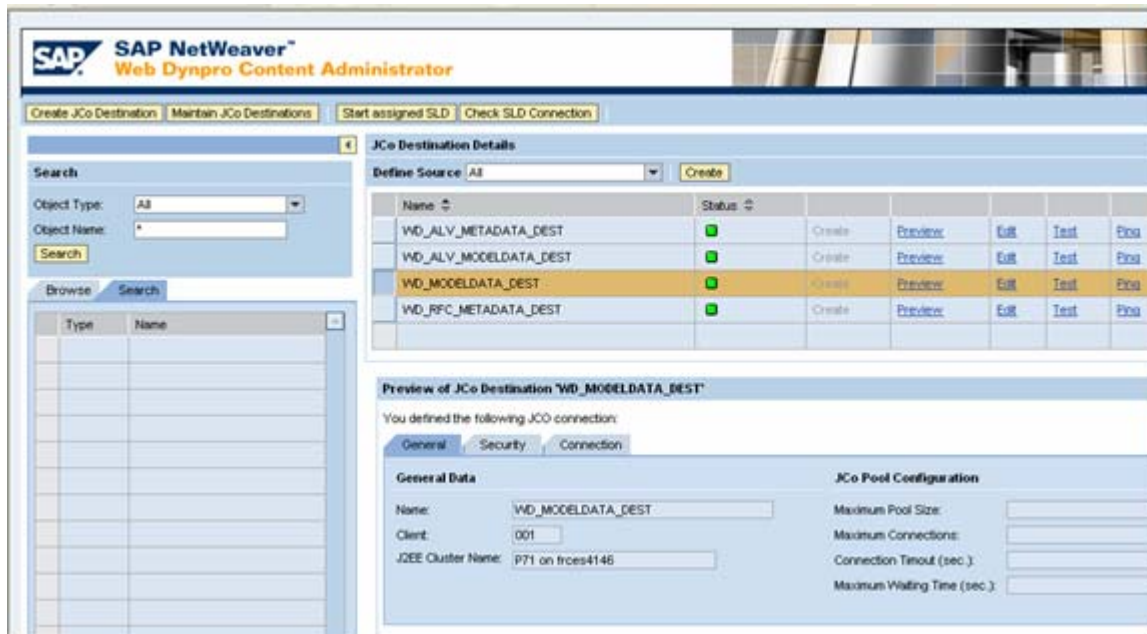 SAP
SAP NetWeaver™
Web Dynpro Content Administrator
Create JCo Destination Maintain JCo Destinations Start assigned SLD Check SLD Connection
JCo Destination Details
Search
Define Source All Create
Object Type: All
Object Name: *
Search
Browse Search
Type Name
Name Status
WD_ALV_METADATA_DEST Create Preview Edit Test Ping
WD_ALV_MODELDATA_DEST Create Preview Edit Test Ping
WD_MODELDATA_DEST Create Preview Edit Test Ping
WD_RFC_METADATA_DEST Create Preview Edit Test Ping
Preview of JCo Destination 'WD_MODELDATA_DEST'
You defined the following JCO connection:
General Security Connection
General Data JCo Pool Configuration
Name: WD_MODELDATA_DEST Maximum Pool Size:
Client: 001 Maximum Connections:
J2EE Cluster Name: P71 on frces4146 Connection Timout (sec.):
Maximum Waiting Time (sec.):